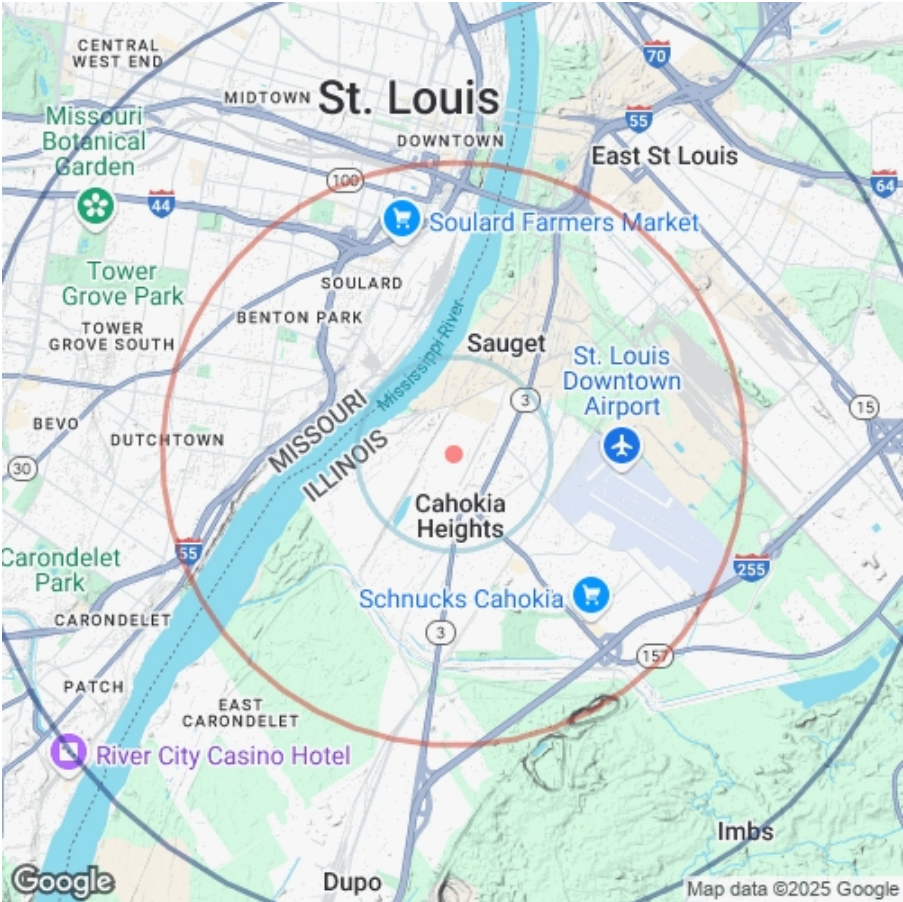 CENTRAL
WEST END
70
MIDTOWN
St. Louis
55
Missouri
Botanical
Garden
DOWNTOWN
East St Louis
100
64
44
Soulard Farmers Market
Tower
Grove Park
SOULARD
BENTON PARK
TOWER
GROVE SOUTH
Mississippi River
Sauget
St. Louis
Downtown
Airport
3
15
BEVO
DUTCHTOWN
MISSOURI
ILLINOIS
30
Cahokia
Heights
55
Carondelet
Park
255
Schnucks Cahokia
CARONDELET
3
157
PATCH
EAST
CARONDELET
River City Casino Hotel
Imbs
Dupo
Google
Map data ©2025 Google